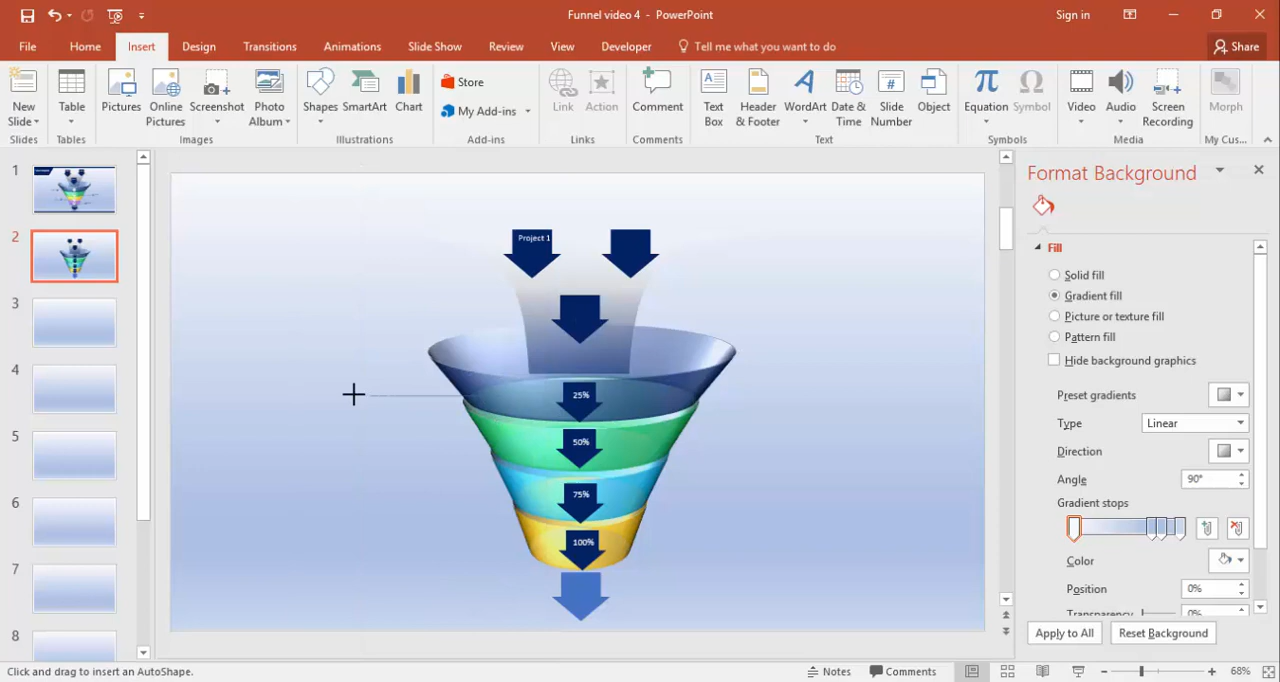 Funnel video 4 - PowerPoint
Sign in
File Home Insert Design Transitions Animations Slide Show Review View Developer Tell me what you want to do Share
New Slide
Table
Pictures
Online Pictures
Screenshot
Photo Album
Shapes
SmartArt
Chart
Store
My Add-ins
Link
Action
Comment
Text Box
Header & Footer
WordArt
Date & Time
Slide Number
Object
Equation
Symbol
Video
Audio
Screen Recording
Morph
Slides Tables Images Illustrations Add-ins Links Comments Text Symbols Media My Cus...
1
2
3
4
5
6
7
8
Project 1
25%
50%
75%
100%
Format Background
Fill
Solid fill
Gradient fill
Picture or texture fill
Pattern fill
Hide background graphics
Preset gradients
Type Linear
Direction
Angle 90°
Gradient stops
Color
Position 0%
Transparency 0%
Apply to All Reset Background
Click and drag to insert an AutoShape.
Notes Comments 68%